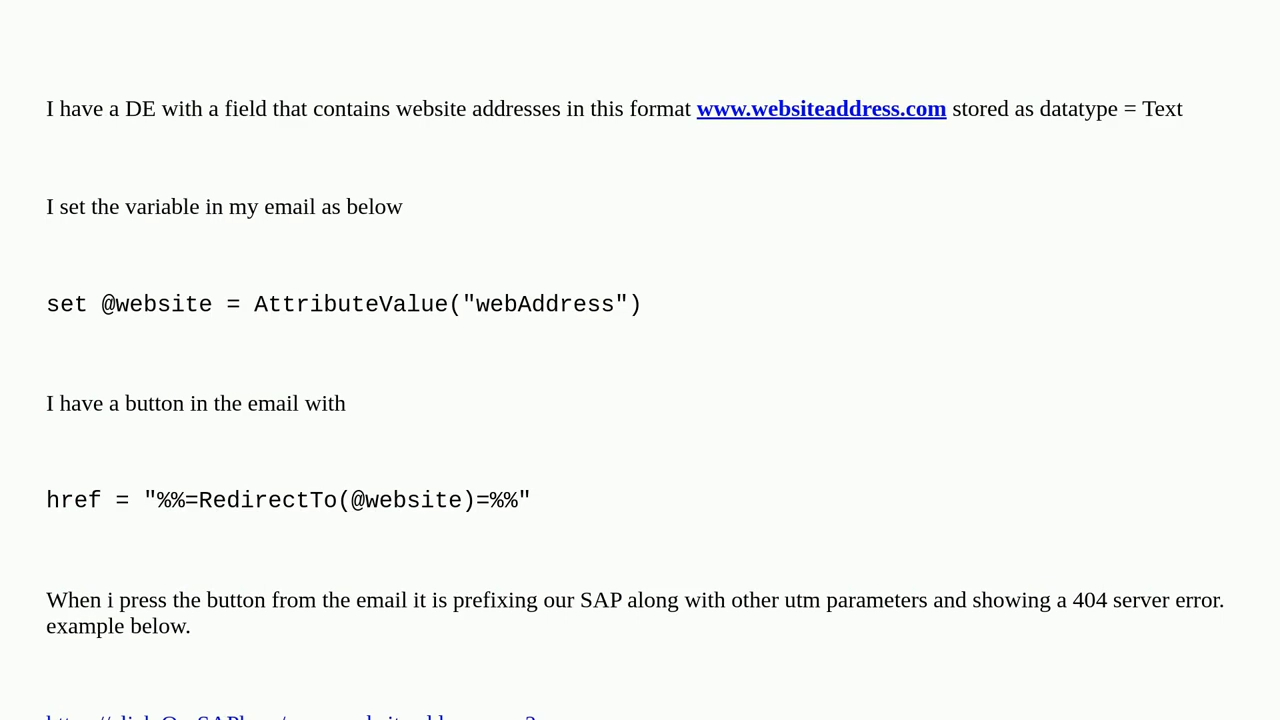 I have a DE with a field that contains website addresses in this format www.websiteaddress.com stored as datatype = Text
I set the variable in my email as below
set @website = AttributeValue("webAddress")
I have a button in the email with
href = "%%=RedirectTo(@website)=%%"
When i press the button from the email it is prefixing our SAP along with other utm parameters and showing a 404 server error.
example below.